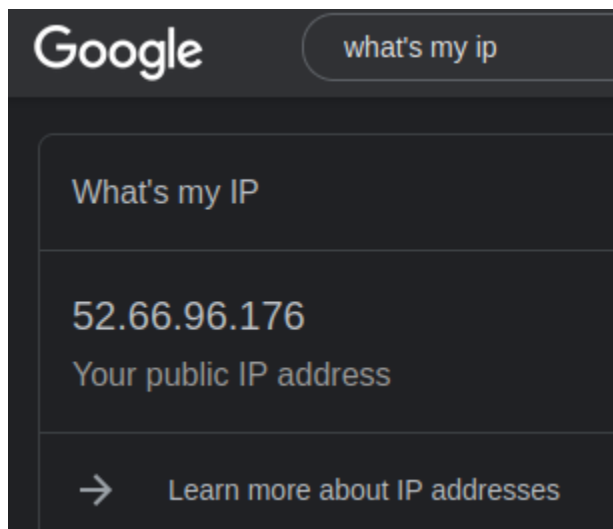 Google
what's my ip
What's my IP
52.66.96.176
Your public IP address
Learn more about IP addresses